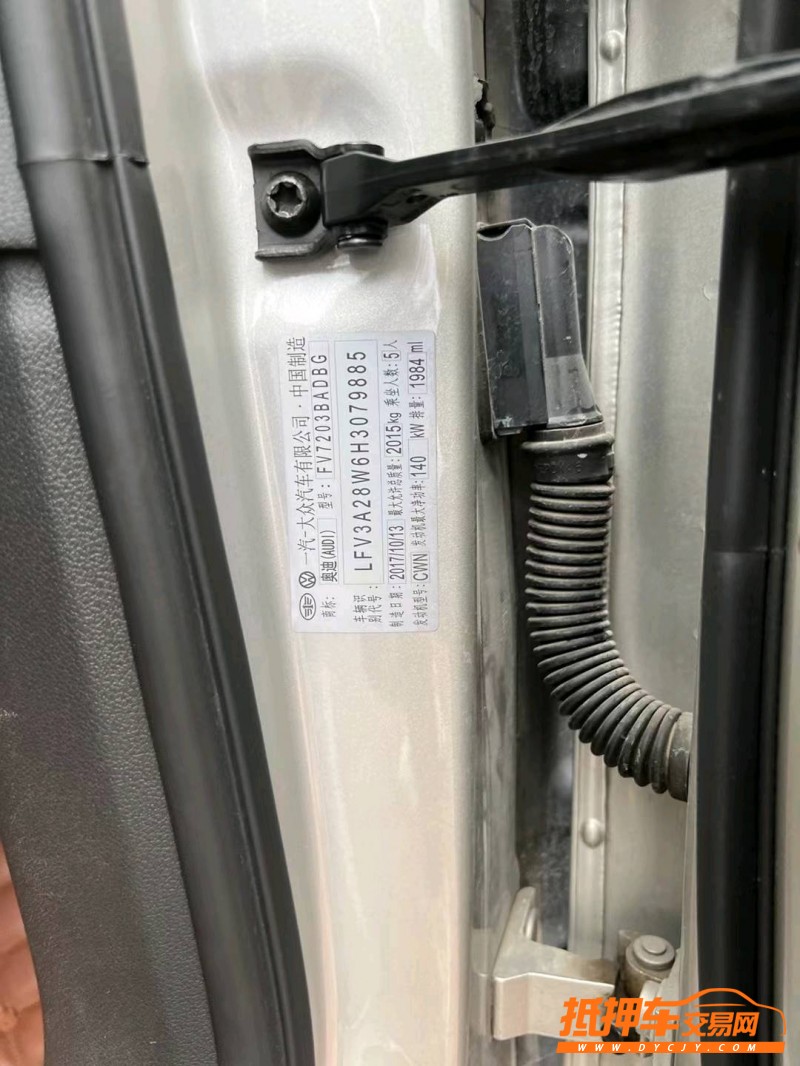 一汽-大众汽车有限公司·中国制造
商标: 奥迪(AUDI) 型号: FV7203BADBG
车辆识别代号: LFV3A28W6H3079885
制造日期: 2017/10/13 最大允许总质量: 2015kg 乘坐人数: 5人
发动机型号: CWN 发动机最大净功率: 140 kW 排量: 1984 ml
抵押车交易网
WWW.DYCJY.COM